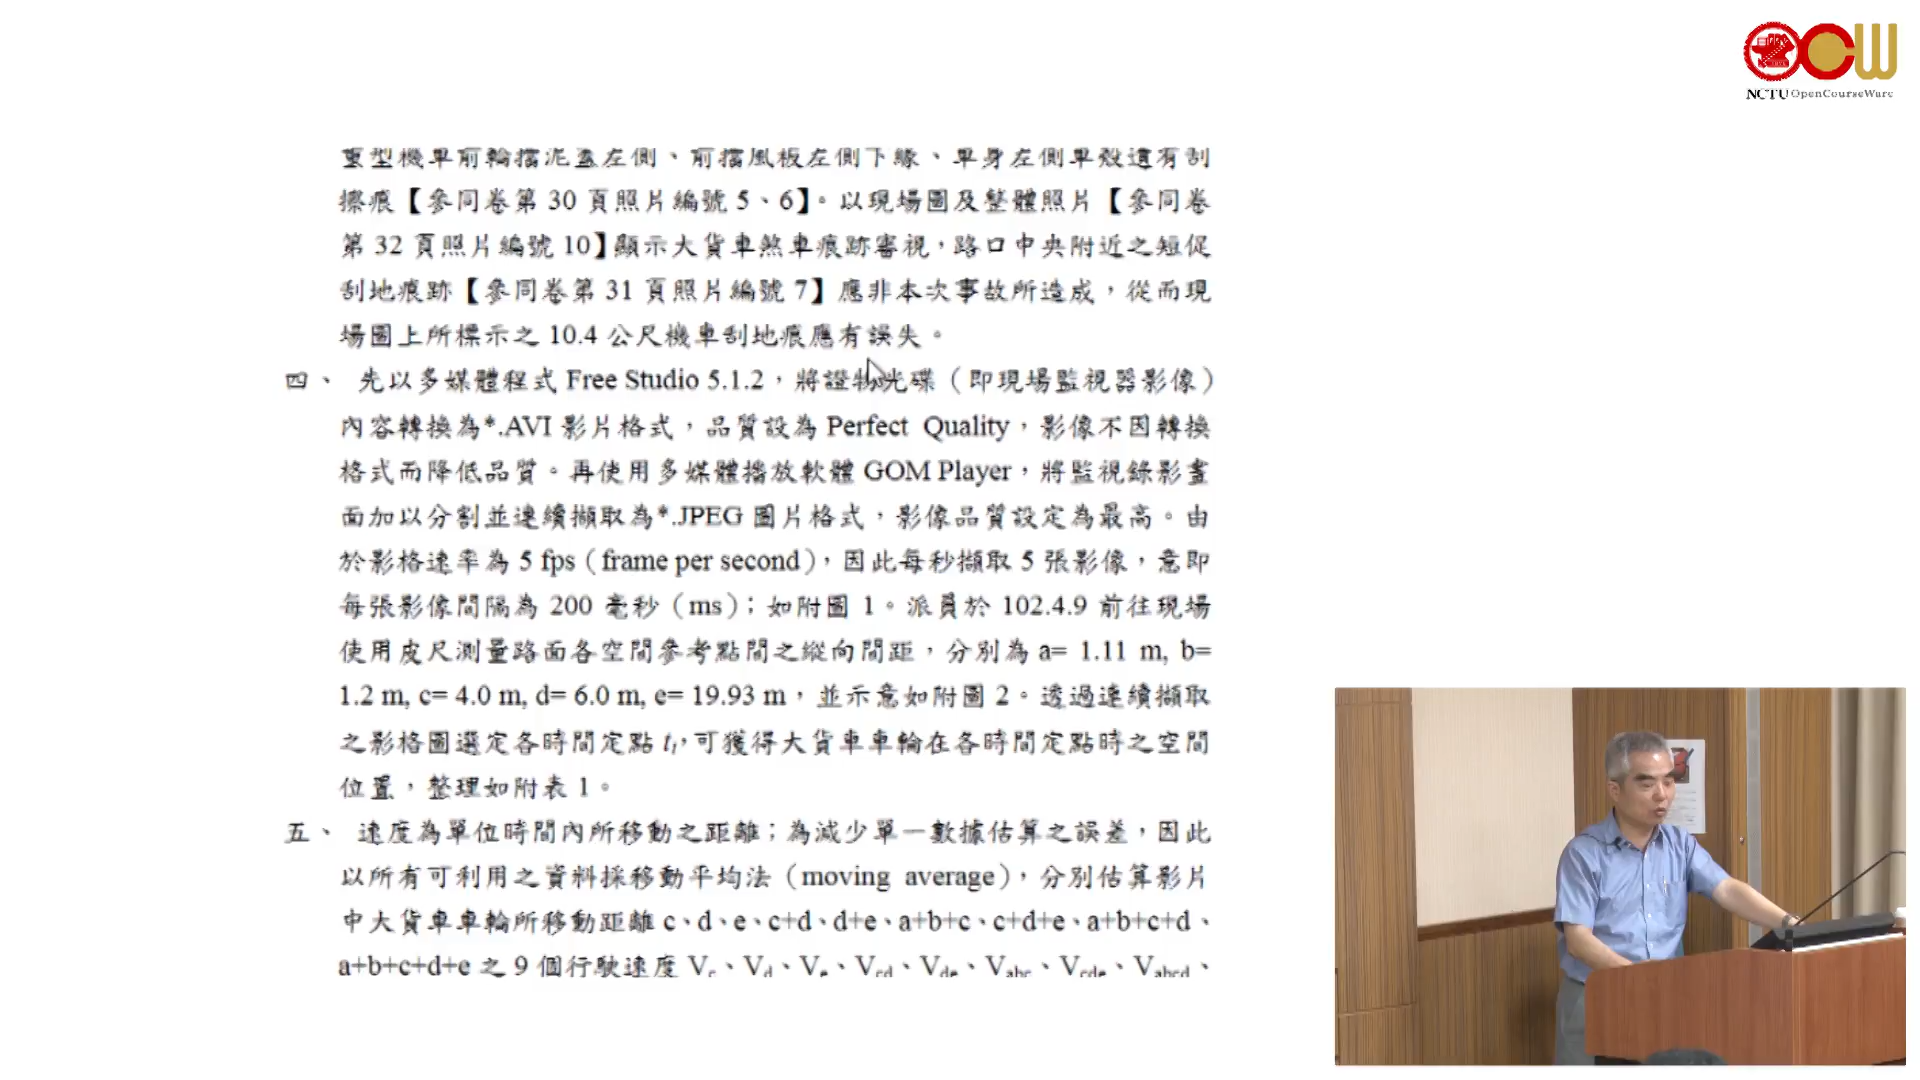 NCTU OpenCourseWare
重型機車前輪擋泥蓋左側、前擋風板左側下緣、車身左側車殼遺有刮
擦痕【參同卷第 30 頁照片編號 5、6】。以現場圖及整體照片【參同卷
第 32 頁照片編號 10】顯示大貨車煞車痕跡審視，路口中央附近之短促
刮地痕跡【參同卷第 31 頁照片編號 7】應非本次事故所造成，從而現
場圖上所標示之 10.4 公尺機車刮地痕應有誤失。
四、 先以多媒體程式 Free Studio 5.1.2，將證物光碟（即現場監視器影像）
內容轉換為*.AVI 影片格式，品質設為 Perfect Quality，影像不因轉換
格式而降低品質。再使用多媒體播放軟體 GOM Player，將監視錄影畫
面加以分割並連續擷取為*.JPEG 圖片格式，影像品質設定為最高。由
於影格速率為 5 fps（frame per second），因此每秒擷取 5 張影像，意即
每張影像間隔為 200 毫秒（ms）；如附圖 1。派員於 102.4.9 前往現場
使用皮尺測量路面各空間參考點間之縱向間距，分別為 a= 1.11 m, b=
1.2 m, c= 4.0 m, d= 6.0 m, e= 19.93 m，並示意如附圖 2。透過連續擷取
之影格圖選定各時間定點 ti，可獲得大貨車車輪在各時間定點時之空間
位置，整理如附表 1。
五、 速度為單位時間內所移動之距離；為減少單一數據估算之誤差，因此
以所有可利用之資料採移動平均法（moving average），分別估算影片
中大貨車車輪所移動距離 c、d、e、c+d、d+e、a+b+c、c+d+e、a+b+c+d、
a+b+c+d+e 之 9 個行駛速度 Vc、Vd、Ve、Vcd、Vde、Vabc、Vcde、Vabcd、